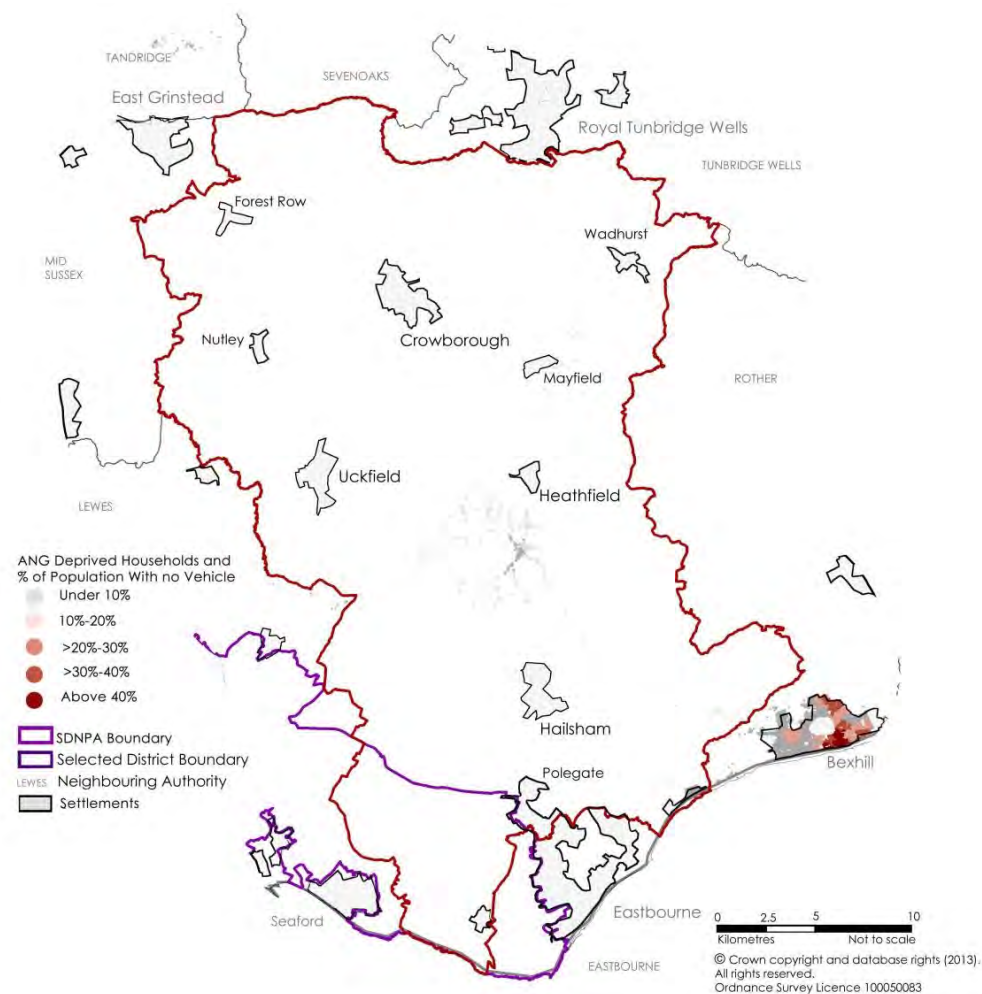 TANDRIDGE
SEVENOAKS
East Grinstead
Royal Tunbridge Wells
TUNBRIDGE WELLS
Forest Row
Wadhurst
MID
SUSSEX
Crowborough
Nutley
Mayfield
ROTHER
Uckfield
Heathfield
LEWES
ANG Deprived Households and
% of Population With no Vehicle
Under 10%
10%-20%
>20%-30%
>30%-40%
Above 40%
SDNPA Boundary
Selected District Boundary
LEWES Neighbouring Authority
Settlements
Hailsham
Bexhill
Polegate
Seaford
Eastbourne
EASTBOURNE
0 2.5 5 10
Kilometres Not to scale
© Crown copyright and database rights (2013).
All rights reserved.
Ordnance Survey Licence 100050083